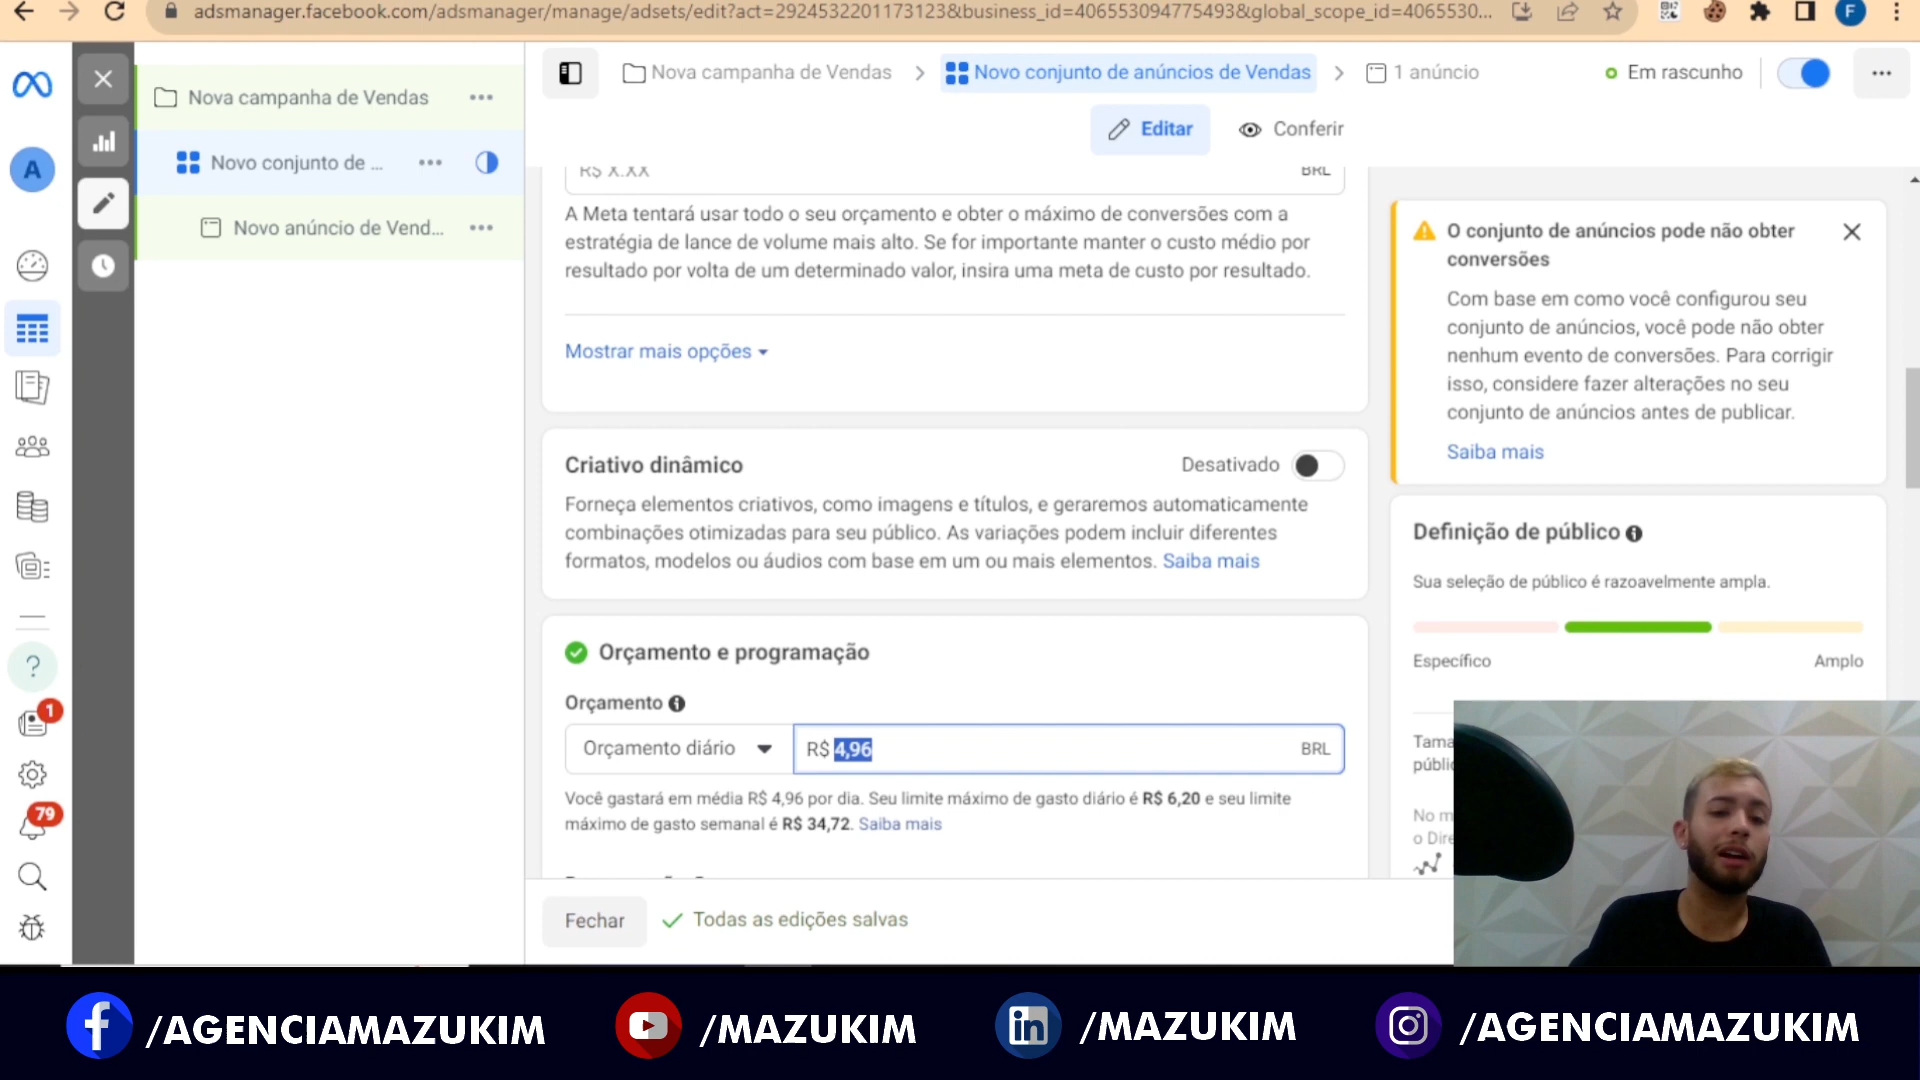 adsmanager.facebook.com/adsmanager/manage/adsets/edit?act=2924532201173123&business_id=406553094775493&global_scope_id=4065530...
F
Nova campanha de Vendas
Novo conjunto de anúncios de Vendas
1 anúncio
Em rascunho
Editar
Conferir
A
Nova campanha de Vendas
Novo conjunto de ...
Novo anúncio de Vend...
?
1
79
R$ X.XX
BRL
A Meta tentará usar todo o seu orçamento e obter o máximo de conversões com a
estratégia de lance de volume mais alto. Se for importante manter o custo médio por
resultado por volta de um determinado valor, insira uma meta de custo por resultado.
Mostrar mais opções
Criativo dinâmico
Desativado
Forneça elementos criativos, como imagens e títulos, e geraremos automaticamente
combinações otimizadas para seu público. As variações podem incluir diferentes
formatos, modelos ou áudios com base em um ou mais elementos. Saiba mais
Orçamento e programação
Orçamento
Orçamento diário
R$ 4,96
BRL
Você gastará em média R$ 4,96 por dia. Seu limite máximo de gasto diário é R$ 6,20 e seu limite
máximo de gasto semanal é R$ 34,72. Saiba mais
Fechar
Todas as edições salvas
O conjunto de anúncios pode não obter
conversões
Com base em como você configurou seu
conjunto de anúncios, você pode não obter
nenhum evento de conversões. Para corrigir
isso, considere fazer alterações no seu
conjunto de anúncios antes de publicar.
Saiba mais
Definição de público
Sua seleção de público é razoavelmente ampla.
Específico
Amplo
Tama
públic
No m
o Dire
/AGENCIAMAZUKIM
/MAZUKIM
/MAZUKIM
/AGENCIAMAZUKIM